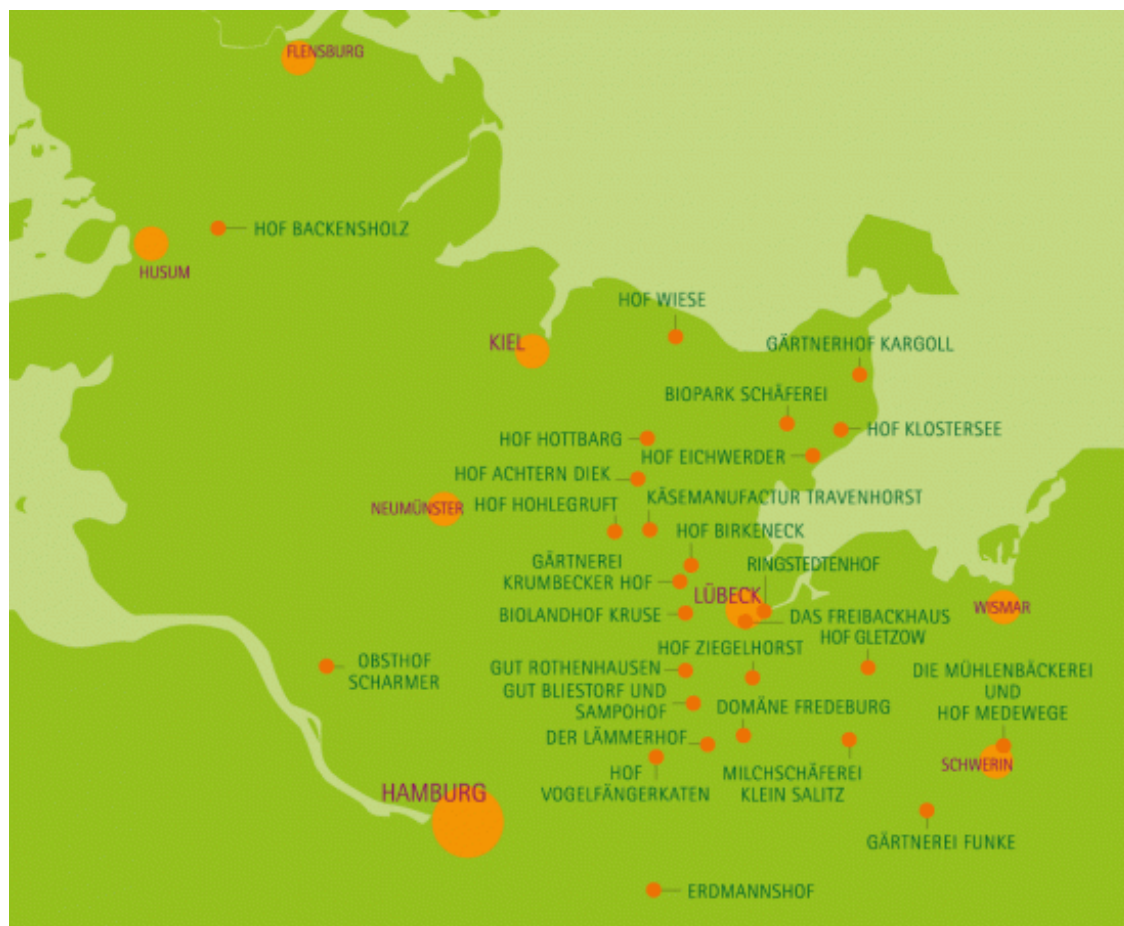 FLENSBURG
HOF BACKENSHOLZ
HUSUM
HOF WIESE
KIEL
GÄRTNERHOF KARGOLL
BIOPARK SCHÄFEREI
HOF KLOSTERSEE
HOF HOTTBARG
HOF EICHWERDER
HOF ACHTERN DIEK
KÄSEMANUFACTUR TRAVENHORST
NEUMÜNSTER
HOF HOHLEGRUFT
HOF BIRKENECK
GÄRTNEREI
KRUMBECKER HOF
RINGSTEDTENHOF
LÜBECK
WISMAR
BIOLANDHOF KRUSE
DAS FREIBACKHAUS
HOF GLETZOW
HOF ZIEGELHORST
OBSTHOF
SCHARMER
GUT ROTHENHAUSEN
DIE MÜHLENBÄCKEREI
UND
HOF MEDEWEGE
GUT BLIESTORF UND
SAMPOHOF
DOMÄNE FREDEBURG
DER LÄMMERHOF
SCHWERIN
HOF
VOGELFÄNGERKATEN
MILCHSCHÄFEREI
KLEIN SALITZ
HAMBURG
GÄRTNEREI FUNKE
ERDMANNSHOF